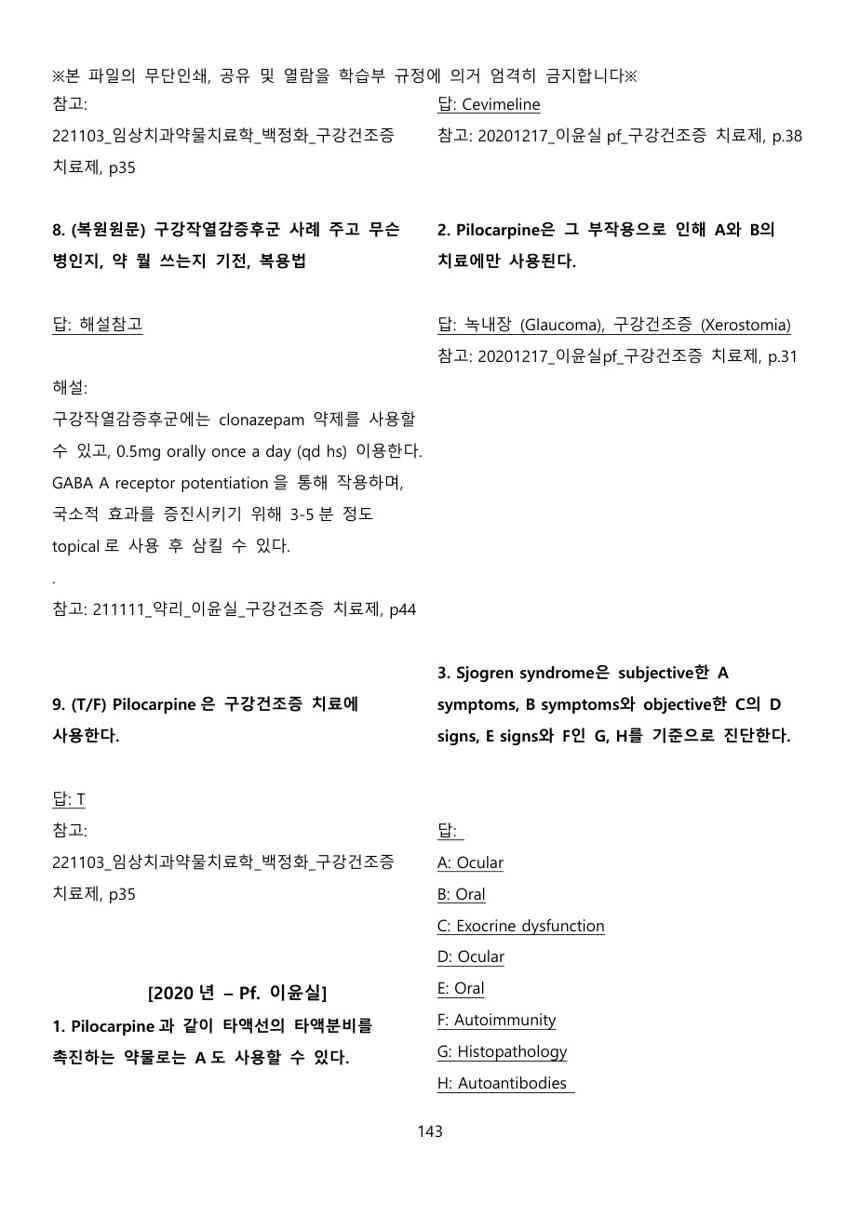 ※본 파일의 무단인쇄, 공유 및 열람을 학습부 규정에 의거 엄격히 금지합니다※
참고:
221103_임상치과약물치료학_백정화_구강건조증
치료제, p35
8. (복원원문) 구강작열감증후군 사례 주고 무슨
병인지, 약 뭘 쓰는지 기전, 복용법
답: 해설참고
해설:
구강작열감증후군에는 clonazepam 약제를 사용할
수 있고, 0.5mg orally once a day (qd hs) 이용한다.
GABA A receptor potentiation 을 통해 작용하며,
국소적 효과를 증진시키기 위해 3-5 분 정도
topical 로 사용 후 삼킬 수 있다.
.
참고: 211111_약리_이윤실_구강건조증 치료제, p44
9. (T/F) Pilocarpine 은 구강건조증 치료에
사용한다.
답: T
참고:
221103_임상치과약물치료학_백정화_구강건조증
치료제, p35
[2020 년 – Pf. 이윤실]
1. Pilocarpine 과 같이 타액선의 타액분비를
촉진하는 약물로는 A 도 사용할 수 있다.
답: Cevimeline
참고: 20201217_이윤실 pf_구강건조증 치료제, p.38
2. Pilocarpine은 그 부작용으로 인해 A와 B의
치료에만 사용된다.
답: 녹내장 (Glaucoma), 구강건조증 (Xerostomia)
참고: 20201217_이윤실pf_구강건조증 치료제, p.31
3. Sjogren syndrome은 subjective한 A
symptoms, B symptoms와 objective한 C의 D
signs, E signs와 F인 G, H를 기준으로 진단한다.
답:
A: Ocular
B: Oral
C: Exocrine dysfunction
D: Ocular
E: Oral
F: Autoimmunity
G: Histopathology
H: Autoantibodies
143